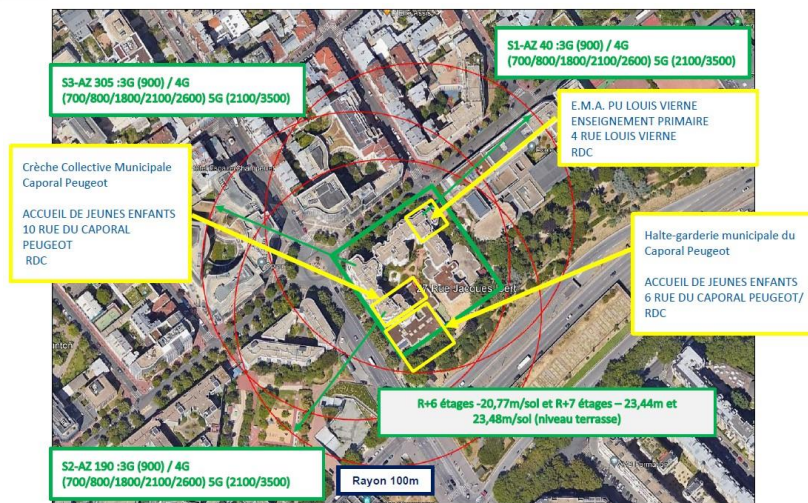 S3-AZ 305 :3G (900) / 4G
(700/800/1800/2100/2600) 5G (2100/3500)
S1-AZ 40 :3G (900) / 4G
(700/800/1800/2100/2600) 5G (2100/3500)
E.M.A. PU LOUIS VIERNE
ENSEIGNEMENT PRIMAIRE
4 RUE LOUIS VIERNE
RDC
Crèche Collective Municipale
Caporal Peugeot
ACCUEIL DE JEUNES ENFANTS
10 RUE DU CAPORAL
PEUGEOT
RDC
Halte-garderie municipale du
Caporal Peugeot
ACCUEIL DE JEUNES ENFANTS
6 RUE DU CAPORAL PEUGEOT/
RDC
Rue Jacques
R+6 étages -20,77m/sol et R+7 étages – 23,44m et
23,48m/sol (niveau terrasse)
S2-AZ 190 :3G (900) / 4G
(700/800/1800/2100/2600) 5G (2100/3500)
Rayon 100m